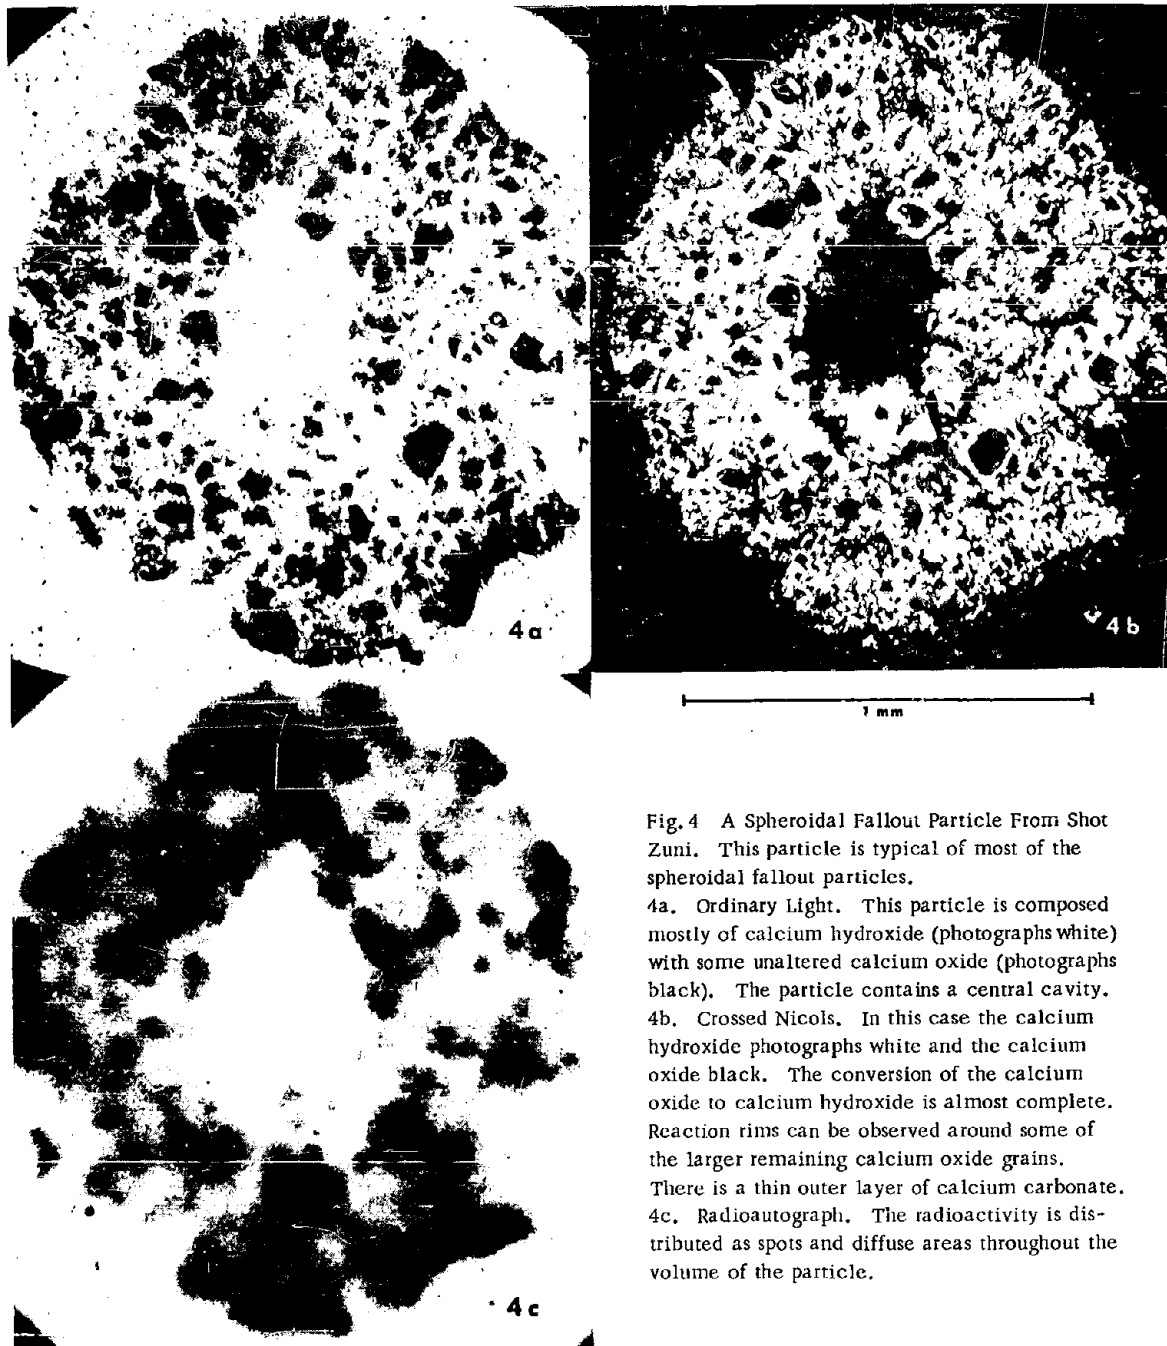 4a
4b
1 mm
4c
Fig. 4 A Spheroidal Fallout Particle From Shot
Zuni. This particle is typical of most of the
spheroidal fallout particles.
4a. Ordinary Light. This particle is composed
mostly of calcium hydroxide (photographs white)
with some unaltered calcium oxide (photographs
black). The particle contains a central cavity.
4b. Crossed Nicols. In this case the calcium
hydroxide photographs white and the calcium
oxide black. The conversion of the calcium
oxide to calcium hydroxide is almost complete.
Reaction rims can be observed around some of
the larger remaining calcium oxide grains.
There is a thin outer layer of calcium carbonate.
4c. Radioautograph. The radioactivity is dis-
tributed as spots and diffuse areas throughout the
volume of the particle.